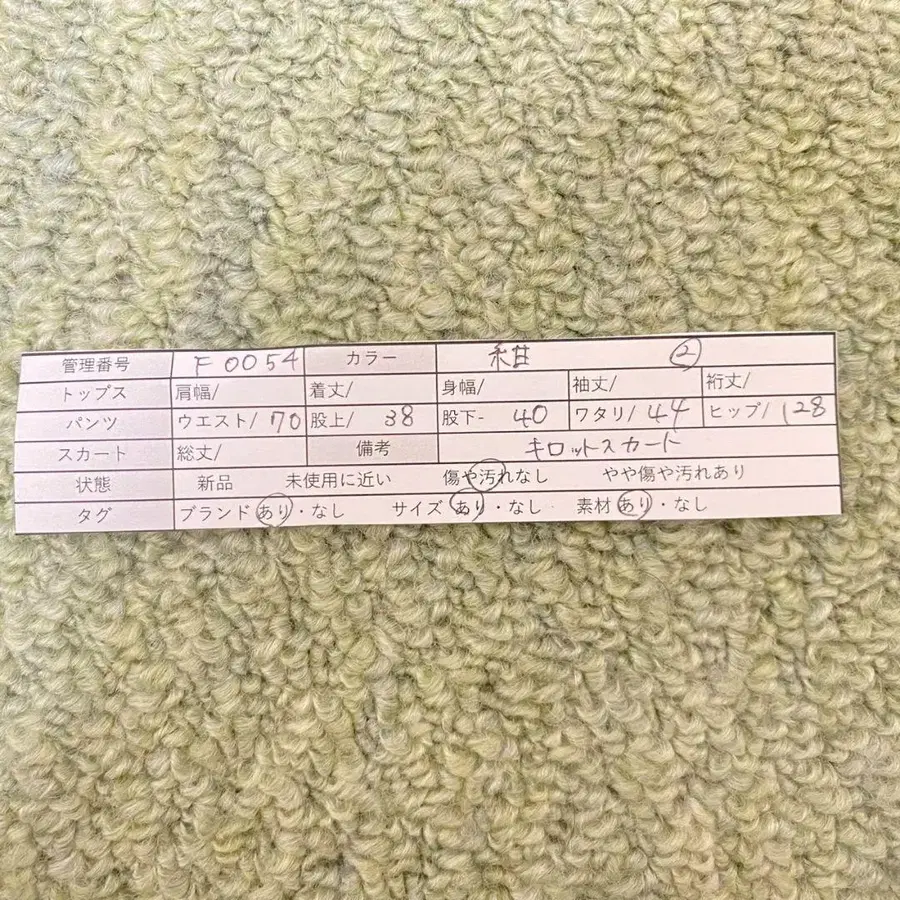 管理番号 F0054 カラー 紺 ②
トップス 肩幅/ 着丈/ 身幅/ 袖丈/ 裄丈/
パンツ ウエスト/ 70 股上/ 38 股下- 40 ワタリ/ 44 ヒップ/ 128
スカート 総丈/ 備考 キロットスカート
状態 新品 未使用に近い 傷や汚れなし やや傷や汚れあり
タグ ブランド あり・なし サイズ あり・なし 素材 あり・なし